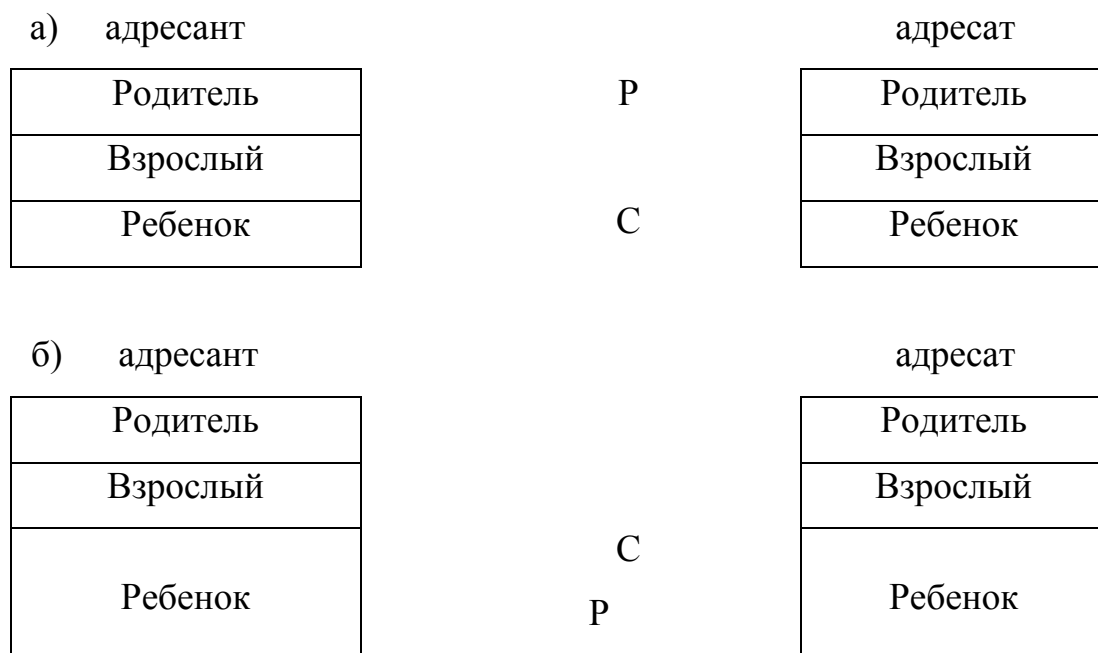 а) адресант адресат
Родитель Р Родитель
Взрослый Взрослый
Ребенок С Ребенок
б) адресант адресат
Родитель Родитель
Взрослый Взрослый
С
Ребенок Р Ребенок